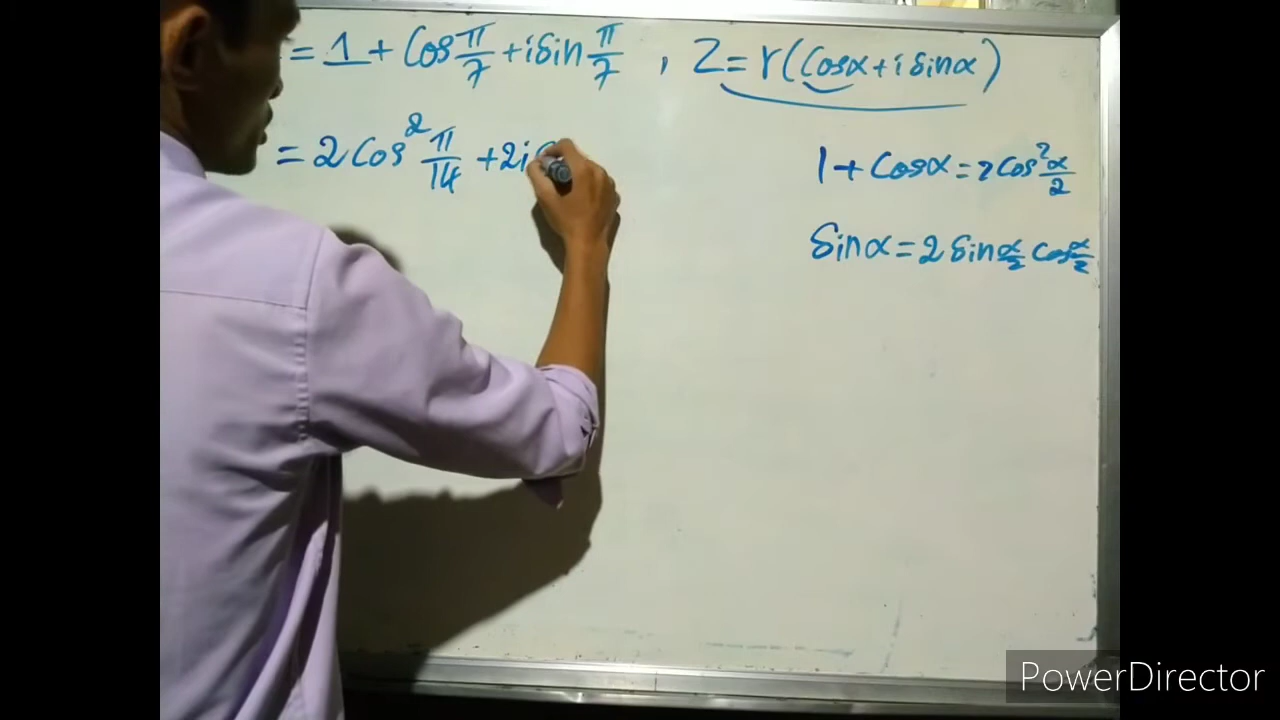 = 1 + Cos π/7 + i sin π/7 , Z = r(Cosα + i sinα)
= 2 Cos² π/14 + 2i
1 + Cosα = 2 Cos² α/2
sinα = 2 sin α/2 cos α/2
PowerDirector